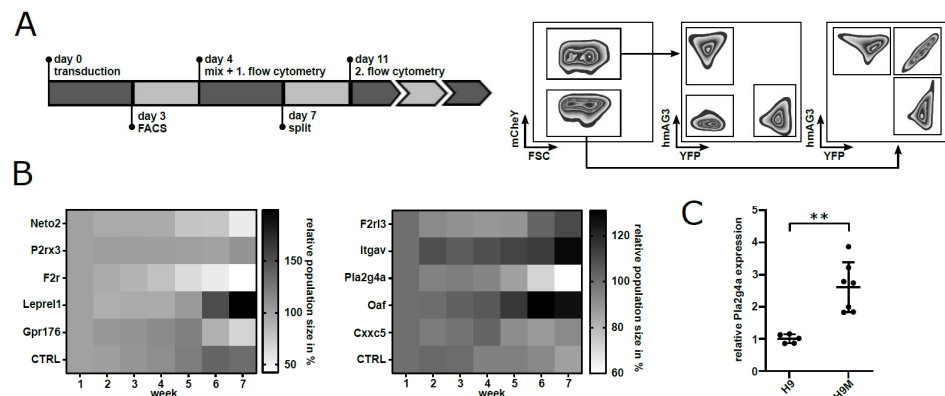 A
day 0
transduction
day 4
mix + 1. flow cytometry
day 11
2. flow cytometry
day 3
FACS
day 7
split
mCheY
FSC
hmAG3
YFP
hmAG3
YFP
B
Neto2
P2rx3
F2r
Leprel1
Gpr176
CTRL
1 2 3 4 5 6 7
week
150
100
50
relative population size in %
F2rl3
Itgav
Pla2g4a
Oaf
Cxxc5
CTRL
1 2 3 4 5 6 7
week
120
100
80
60
relative population size in %
C
relative Pla2g4a expression
5
4
3
2
1
0
**
H9
H9M